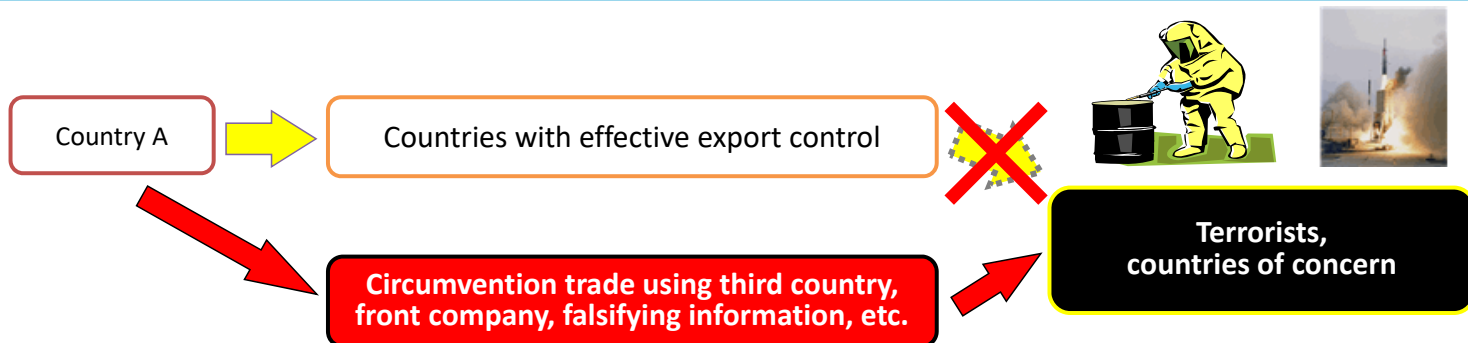 Country A
Countries with effective export control
Terrorists,
countries of concern
Circumvention trade using third country,
front company, falsifying information, etc.